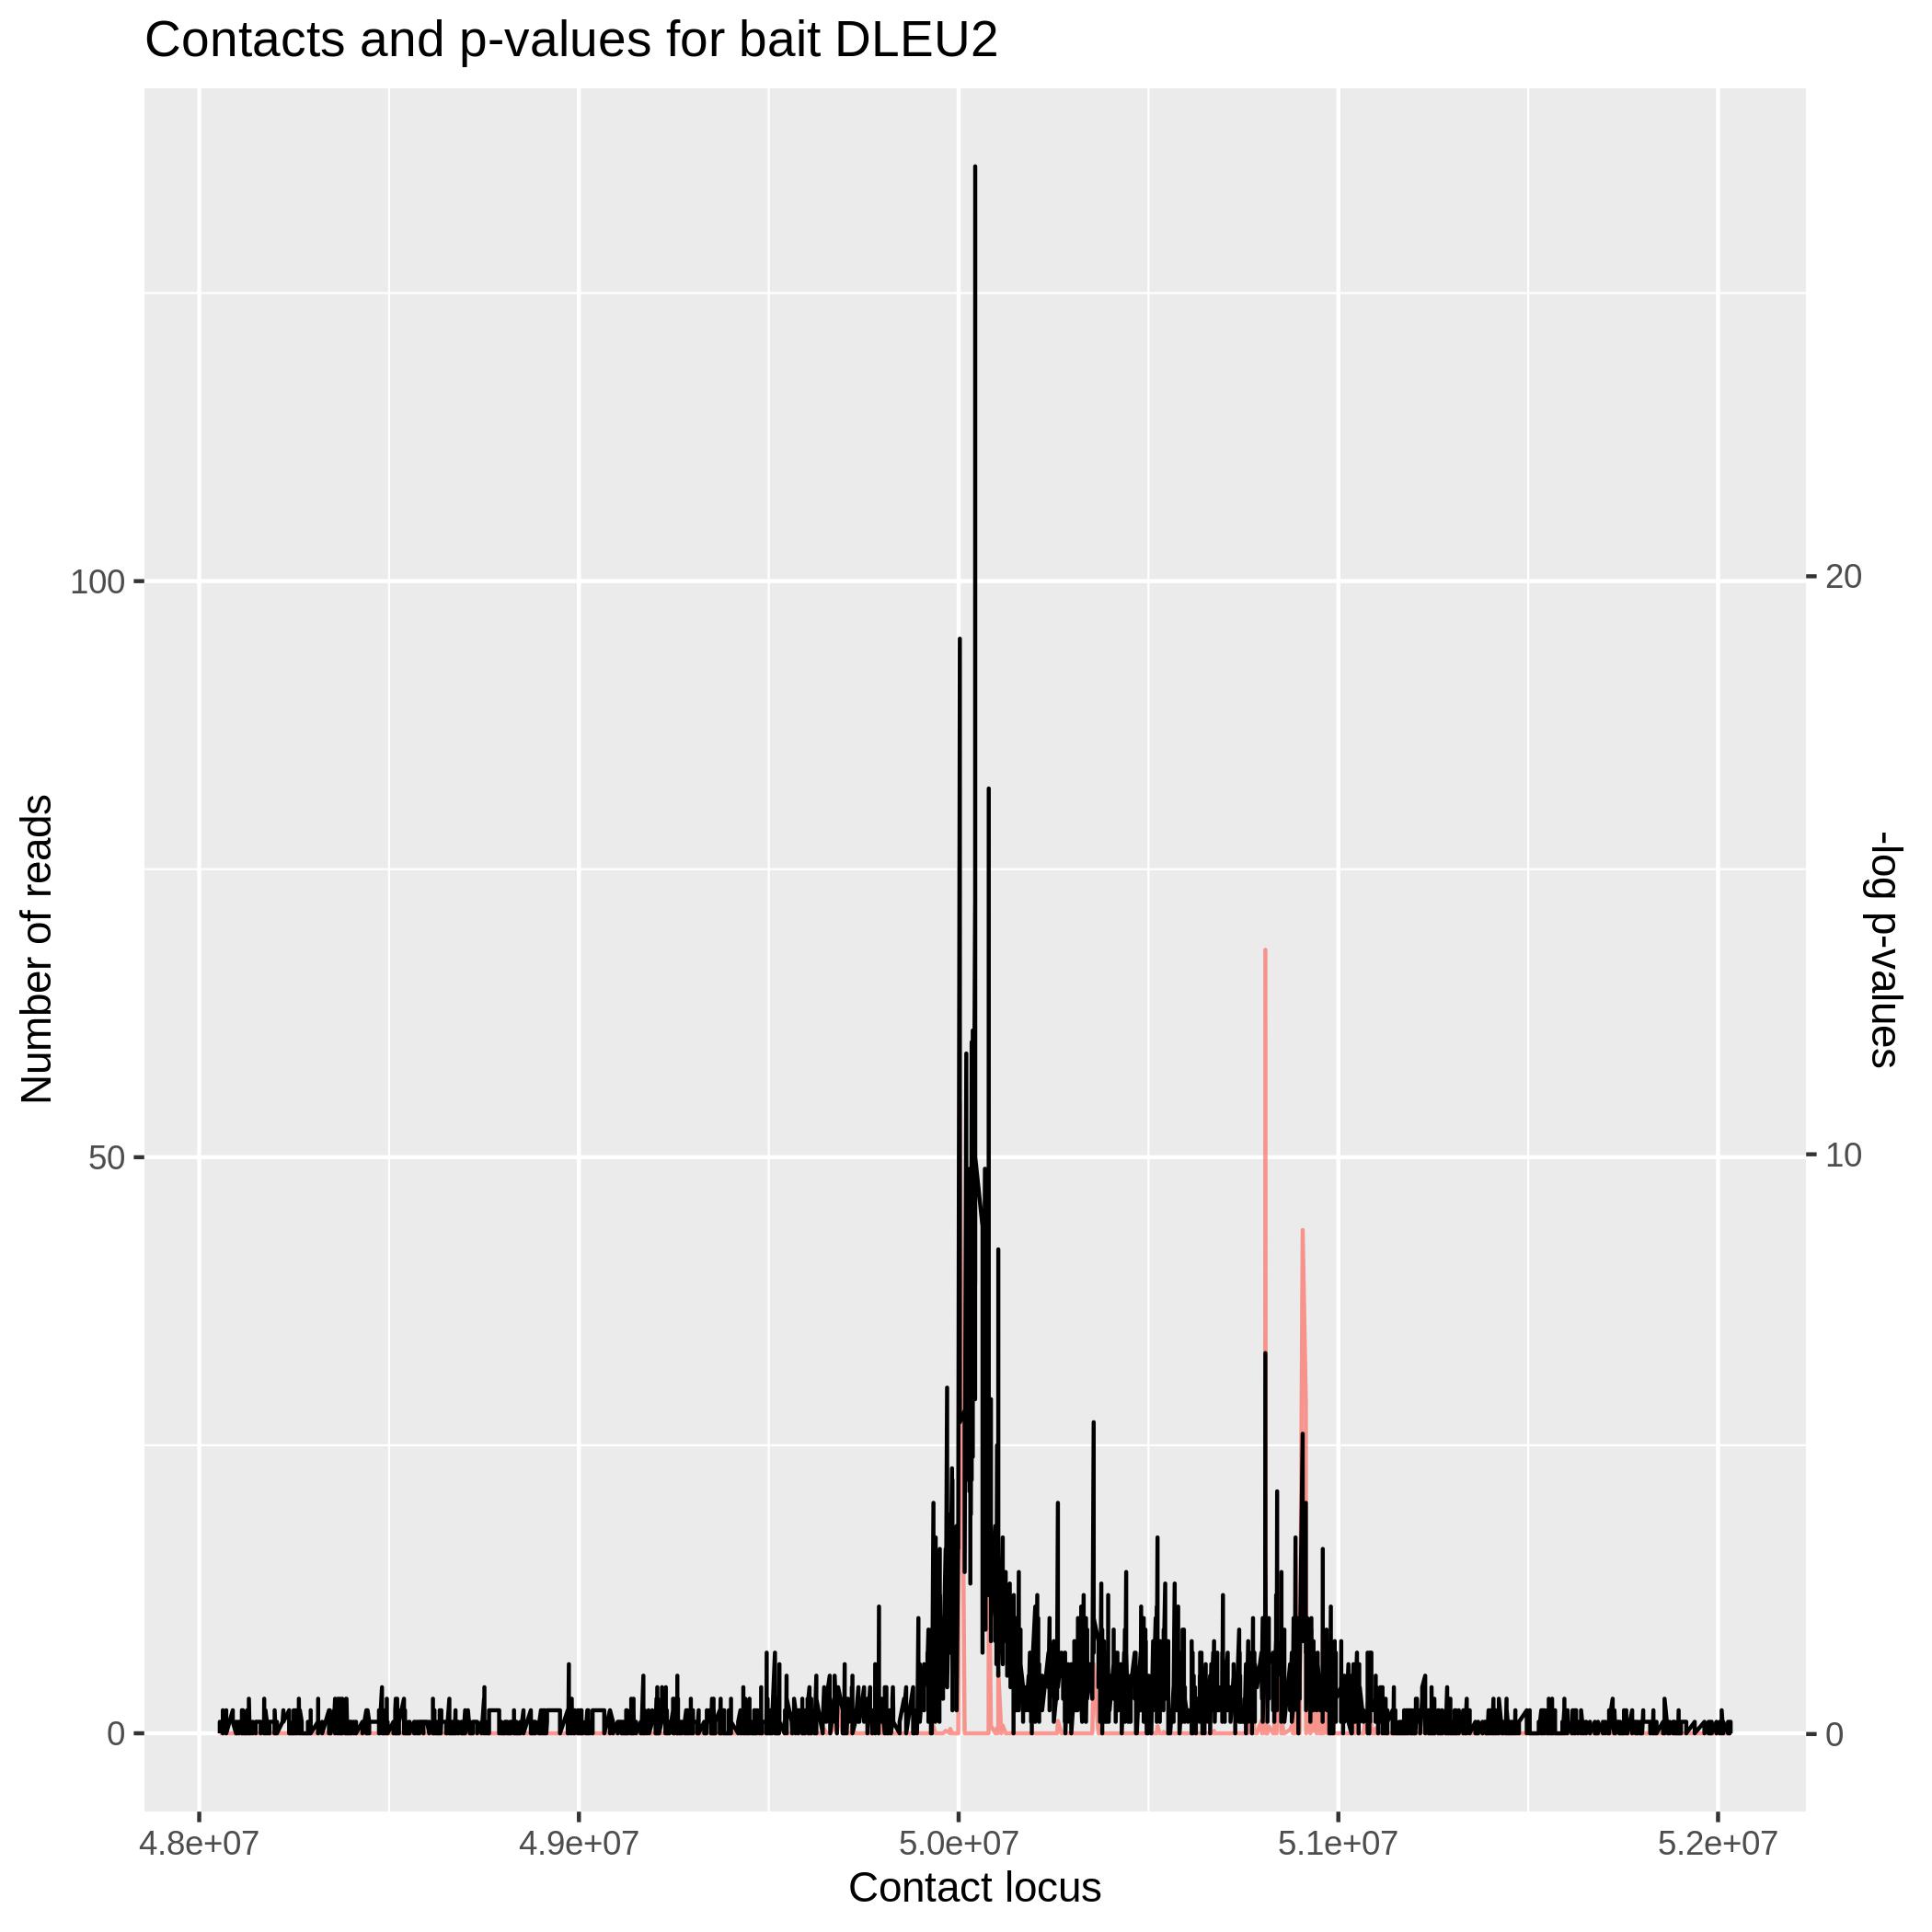 Contacts and p-values for bait DLEU2
Number of reads
100
50
0
20
10
0
-log p-values
4.8e+07
4.9e+07
5.0e+07
5.1e+07
5.2e+07
Contact locus